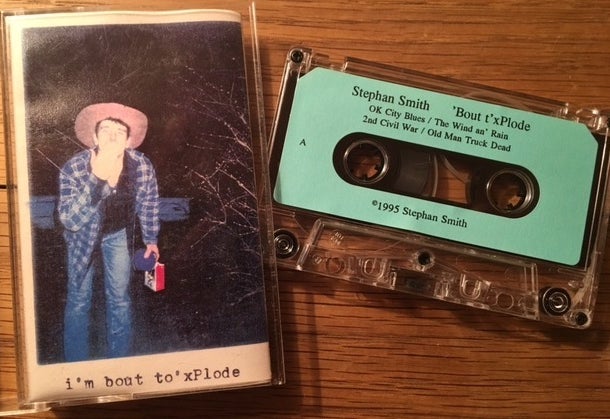 i'm bout to'xPlode
Stephan Smith 'Bout t'xPlode
OK City Blues / The Wind an' Rain
2nd Civil War / Old Man Truck Dead
A
©1995 Stephan Smith